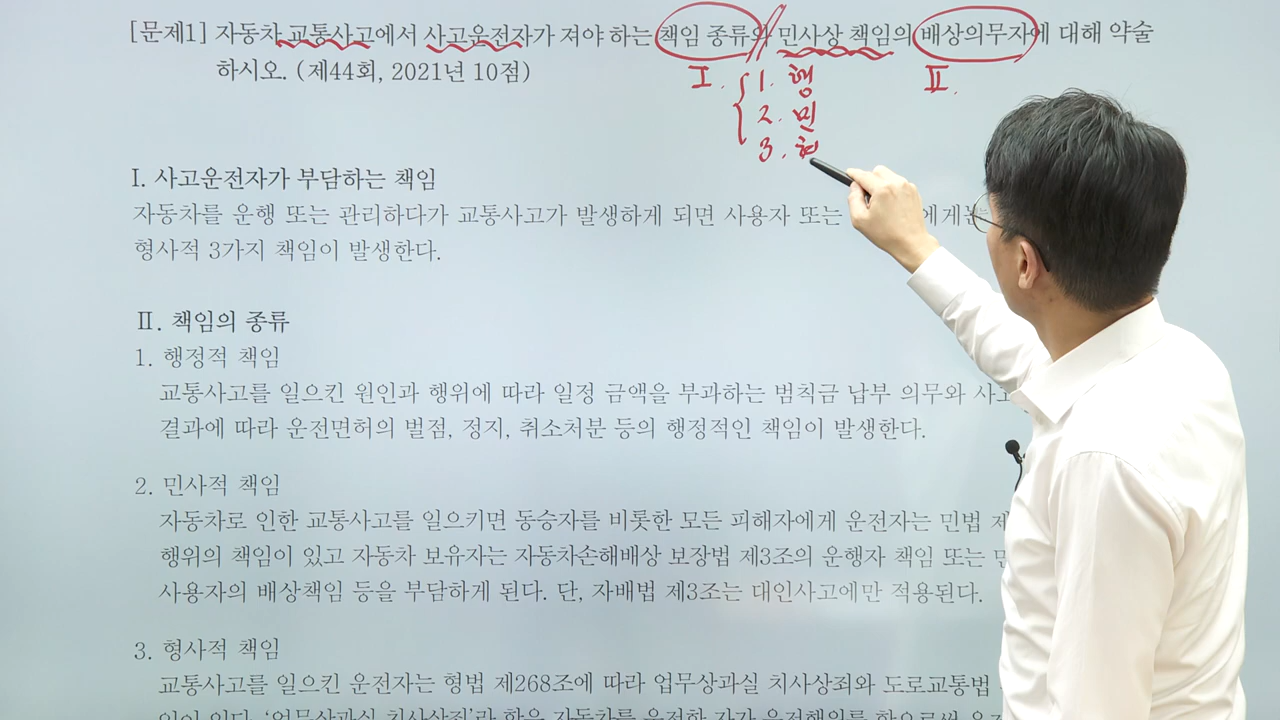 [문제1] 자동차 교통사고에서 사고운전자가 져야 하는 책임 종류와 민사상 책임의 배상의무자에 대해 약술
하시오. (제44회, 2021년 10점)
I. II.
1. 행
2. 민
3. 형
I. 사고운전자가 부담하는 책임
자동차를 운행 또는 관리하다가 교통사고가 발생하게 되면 사용자 또는
형사적 3가지 책임이 발생한다.
II. 책임의 종류
1. 행정적 책임
교통사고를 일으킨 원인과 행위에 따라 일정 금액을 부과하는 범칙금 납부 의무와
결과에 따라 운전면허의 벌점, 정지, 취소처분 등의 행정적인 책임이 발생한다.
2. 민사적 책임
자동차로 인한 교통사고를 일으키면 동승자를 비롯한 모든 피해자에게 운전자는 민법
행위의 책임이 있고 자동차 보유자는 자동차손해배상 보장법 제3조의 운행자 책임 또는
사용자의 배상책임 등을 부담하게 된다. 단, 자배법 제3조는 대인사고에만 적용된다.
3. 형사적 책임
교통사고를 일으킨 운전자는 형법 제268조에 따라 업무상과실 치사상죄와 도로교통법